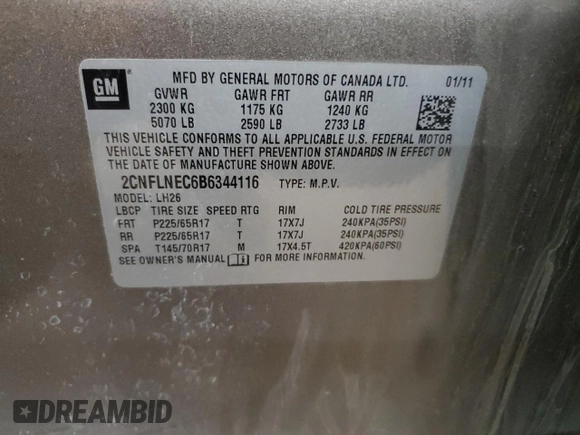 GM
MFD BY GENERAL MOTORS OF CANADA LTD. 01/11
GVWR GAWR FRT GAWR RR
2300 KG 1175 KG 1240 KG
5070 LB 2590 LB 2733 LB
THIS VEHICLE CONFORMS TO ALL APPLICABLE U.S. FEDERAL MOTOR
VEHICLE SAFETY AND THEFT PREVENTION STANDARDS IN EFFECT ON
THE DATE OF MANUFACTURE SHOWN ABOVE.
2CNFLNEC6B6344116 TYPE: M.P.V.
MODEL: LH26
LBCP TIRE SIZE SPEED RTG RIM COLD TIRE PRESSURE
FRT P225/65R17 T 17X7J 240KPA(35PSI)
RR P225/65R17 T 17X7J 240KPA(35PSI)
SPA T145/70R17 M 17X4.5T 420KPA(60PSI)
SEE OWNER'S MANUAL FOR MORE INFORMATION.
DREAMBID